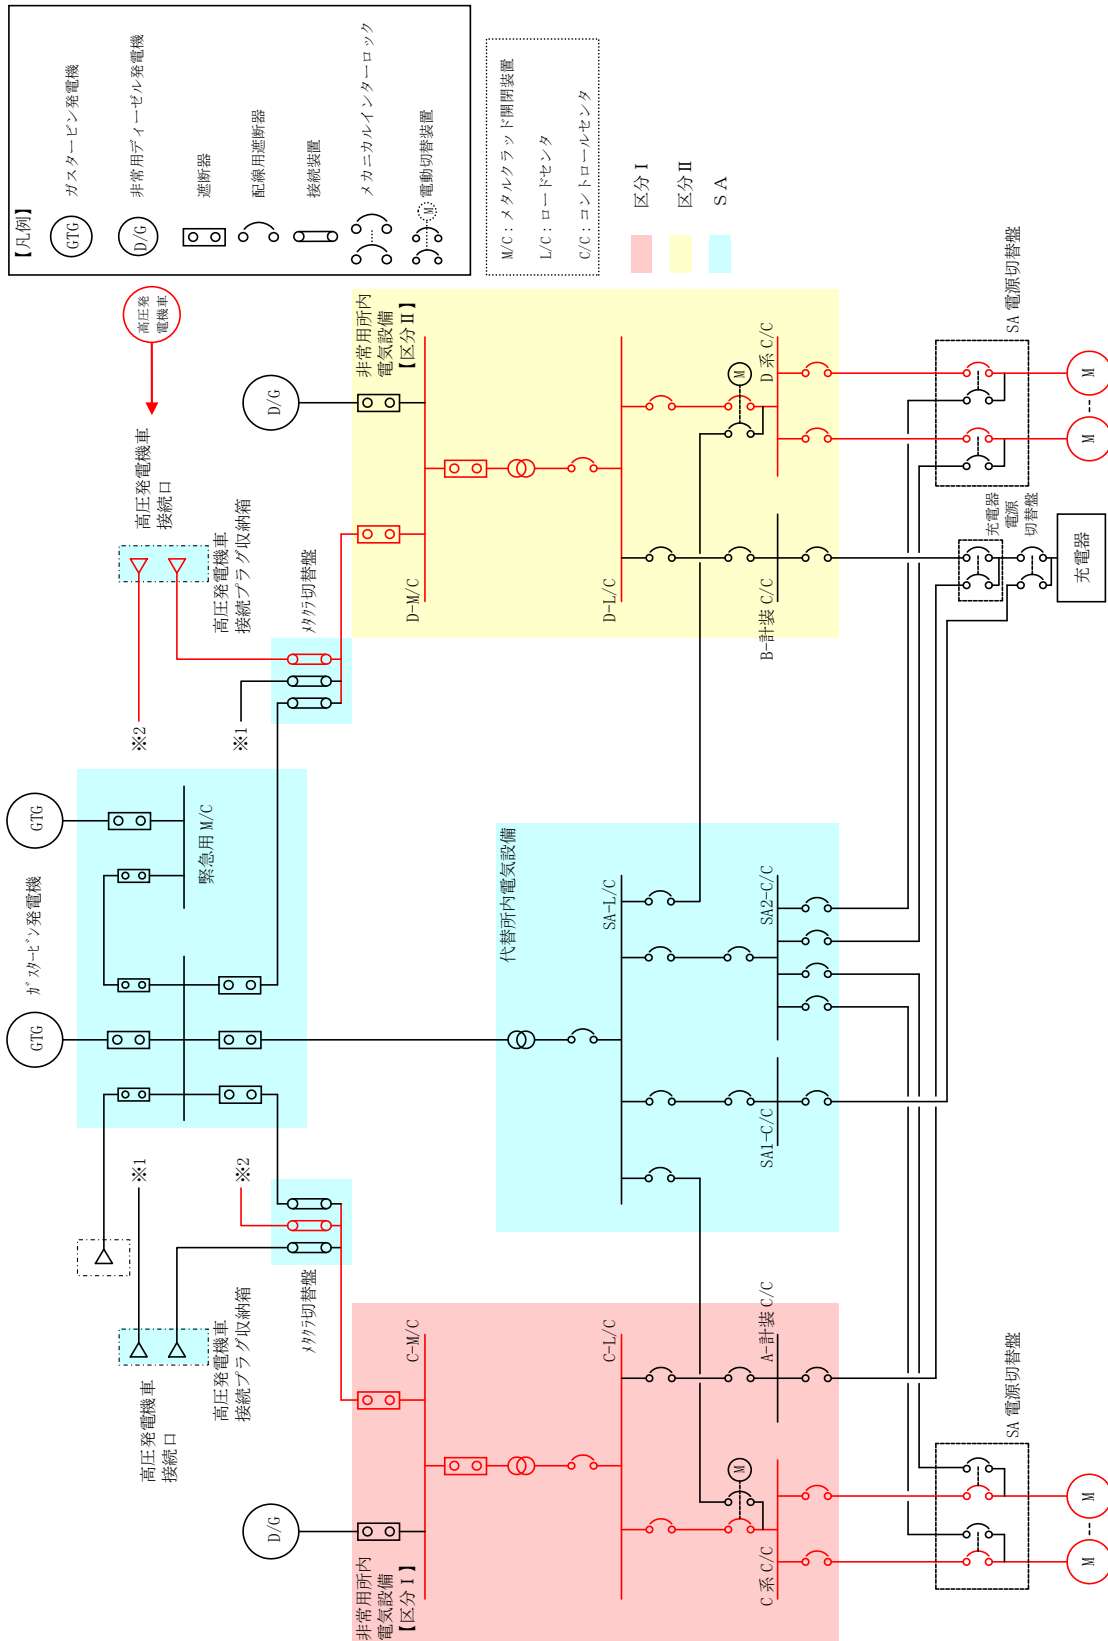 【凡例】
GTG
ガスタービン発電機
D/G
非常用ディーゼル発電機
遮断器
配線用遮断器
接続装置
メカニカルインターロック
M
電動切替装置
M/C：メタルクラッド開閉装置
L/C：ロードセンタ
C/C：コントロールセンタ
区分Ⅰ
区分Ⅱ
ＳＡ
高圧発
電機車
高圧発電機車
接続口
高圧発電機車
接続プラグ収納箱
ﾒﾀｸﾗ切替盤
※2
※1
GTG
ｶﾞｽﾀｰﾋﾞﾝ発電機
GTG
緊急用 M/C
※1
※2
高圧発電機車
接続口
高圧発電機車
接続プラグ収納箱
ﾒﾀｸﾗ切替盤
D/G
非常用所内
電気設備
【区分Ⅱ】
D-M/C
D-L/C
M
D 系 C/C
B-計装 C/C
代替所内電気設備
SA-L/C
SA1-C/C
SA2-C/C
D/G
非常用所内
電気設備
【区分Ⅰ】
C-M/C
C-L/C
M
C 系 C/C
A-計装 C/C
SA 電源切替盤
M
M
充電器
電源
切替盤
充電器
SA 電源切替盤
M
M